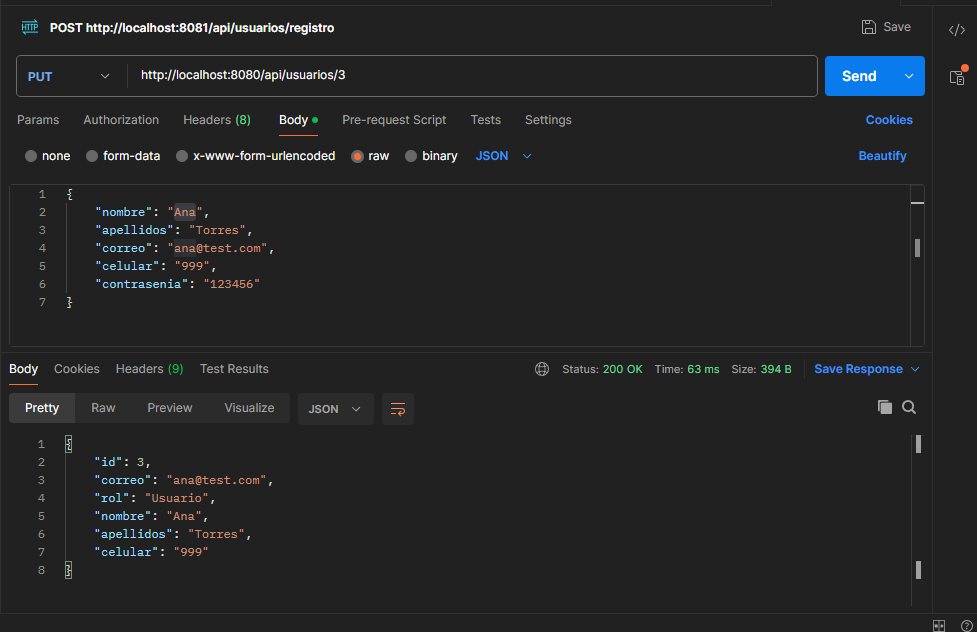 HTTP POST http://localhost:8081/api/usuarios/registro Save
PUT http://localhost:8080/api/usuarios/3 Send
Params Authorization Headers (8) Body Pre-request Script Tests Settings Cookies
none form-data x-www-form-urlencoded raw binary JSON Beautify
1 {
2 "nombre": "Ana",
3 "apellidos": "Torres",
4 "correo": "ana@test.com",
5 "celular": "999",
6 "contrasenia": "123456"
7 }
Body Cookies Headers (9) Test Results Status: 200 OK Time: 63 ms Size: 394 B Save Response
Pretty Raw Preview Visualize JSON
1 {
2 "id": 3,
3 "correo": "ana@test.com",
4 "rol": "Usuario",
5 "nombre": "Ana",
6 "apellidos": "Torres",
7 "celular": "999"
8 }